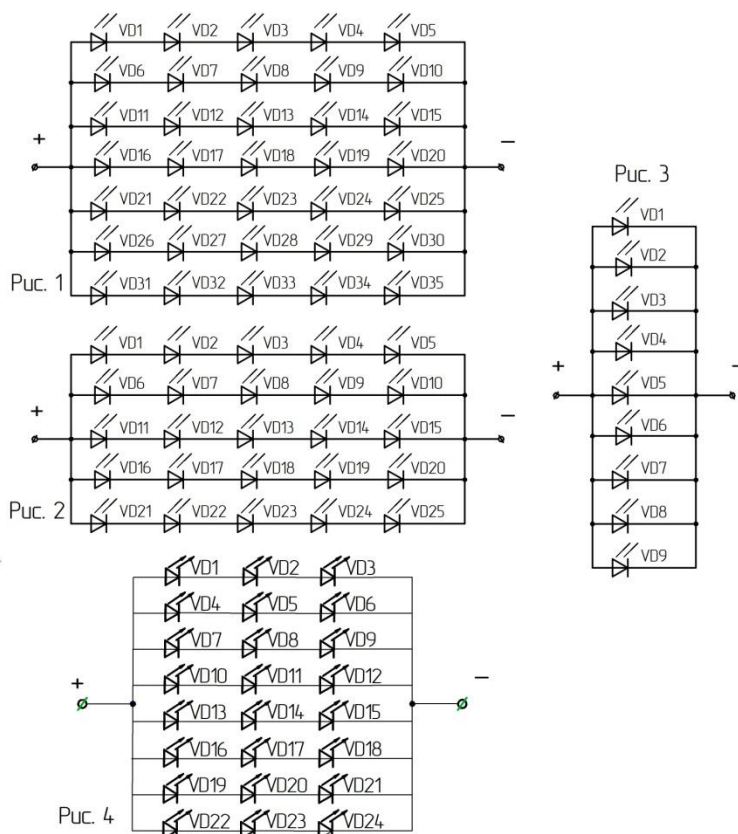 VD1 VD2 VD3 VD4 VD5
VD6 VD7 VD8 VD9 VD10
VD11 VD12 VD13 VD14 VD15
+ −
VD16 VD17 VD18 VD19 VD20
VD21 VD22 VD23 VD24 VD25
VD26 VD27 VD28 VD29 VD30
Рис. 1
VD31 VD32 VD33 VD34 VD35
VD1 VD2 VD3 VD4 VD5
VD6 VD7 VD8 VD9 VD10
+ −
VD11 VD12 VD13 VD14 VD15
VD16 VD17 VD18 VD19 VD20
Рис. 2
VD21 VD22 VD23 VD24 VD25
Рис. 3
VD1
VD2
VD3
VD4
+ −
VD5
VD6
VD7
VD8
VD9
VD1 VD2 VD3
VD4 VD5 VD6
VD7 VD8 VD9
VD10 VD11 VD12
+ −
VD13 VD14 VD15
VD16 VD17 VD18
VD19 VD20 VD21
Рис. 4
VD22 VD23 VD24